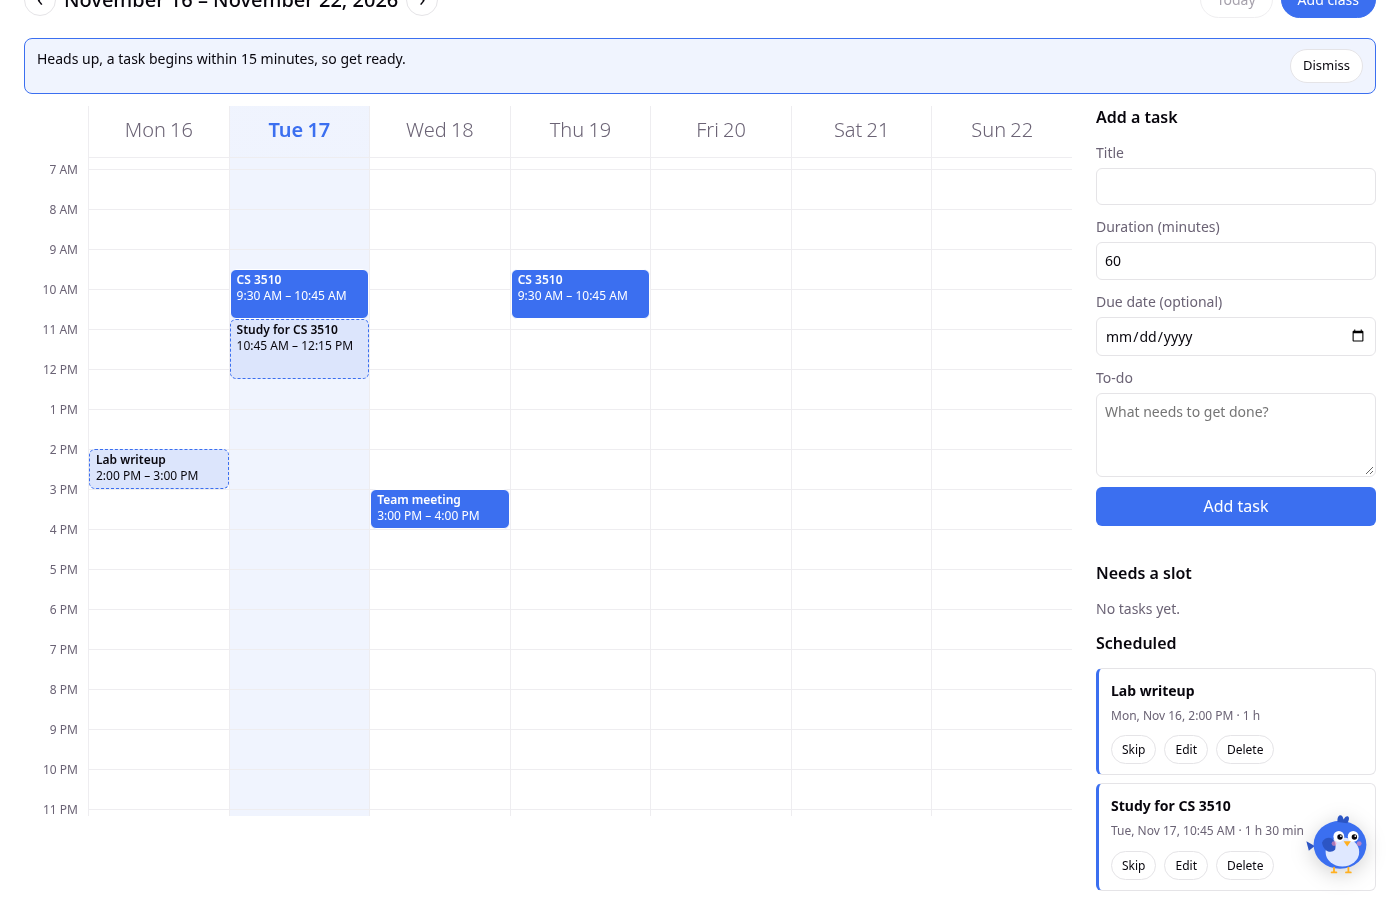 November 16 – November 22, 2026
Today
Add class
Heads up, a task begins within 15 minutes, so get ready.
Dismiss
Mon 16
Tue 17
Wed 18
Thu 19
Fri 20
Sat 21
Sun 22
7 AM
8 AM
9 AM
10 AM
11 AM
12 PM
1 PM
2 PM
3 PM
4 PM
5 PM
6 PM
7 PM
8 PM
9 PM
10 PM
11 PM
Lab writeup
2:00 PM – 3:00 PM
CS 3510
9:30 AM – 10:45 AM
Study for CS 3510
10:45 AM – 12:15 PM
Team meeting
3:00 PM – 4:00 PM
CS 3510
9:30 AM – 10:45 AM
Add a task
Title
Duration (minutes)
60
Due date (optional)
mm/dd/yyyy
To-do
What needs to get done?
Add task
Needs a slot
No tasks yet.
Scheduled
Lab writeup
Mon, Nov 16, 2:00 PM · 1 h
Skip
Edit
Delete
Study for CS 3510
Tue, Nov 17, 10:45 AM · 1 h 30 min
Skip
Edit
Delete